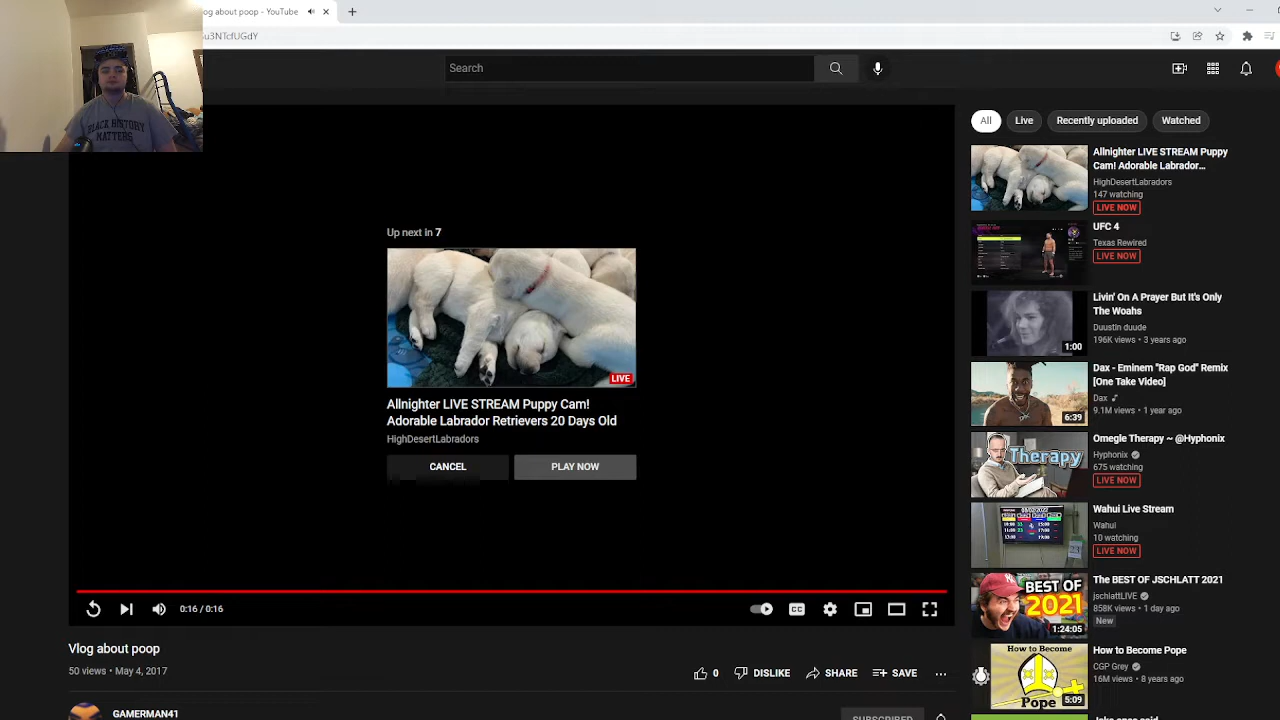 log about poop - YouTube
u3NTcfUGdY
BLACK HISTORY
MATTERS
Search
All
Live
Recently uploaded
Watched
Up next in 7
LIVE
Allnighter LIVE STREAM Puppy Cam!
Adorable Labrador Retrievers 20 Days Old
HighDesertLabradors
CANCEL
PLAY NOW
0:16 / 0:16
CC
Vlog about poop
50 views • May 4, 2017
0
DISLIKE
SHARE
SAVE
GAMERMAN41
SUBSCRIBED
Allnighter LIVE STREAM Puppy
Cam! Adorable Labrador...
HighDesertLabradors
147 watching
LIVE NOW
UFC 4
Texas Rewired
LIVE NOW
Livin' On A Prayer But It's Only
The Woahs
DuustIn duude
196K views • 3 years ago
1:00
Dax - Eminem "Rap God" Remix
[One Take Video]
Dax
9.1M views • 1 year ago
6:39
Omegle Therapy ~ @Hyphonix
Hyphonix
675 watching
LIVE NOW
Therapy
Wahui Live Stream
Wahui
10 watching
LIVE NOW
The BEST OF JSCHLATT 2021
jschlattLIVE
858K views • 1 day ago
New
BEST OF
2021
1:24:05
How to Become Pope
CGP Grey
16M views • 8 years ago
How to Become
Pope
5:09